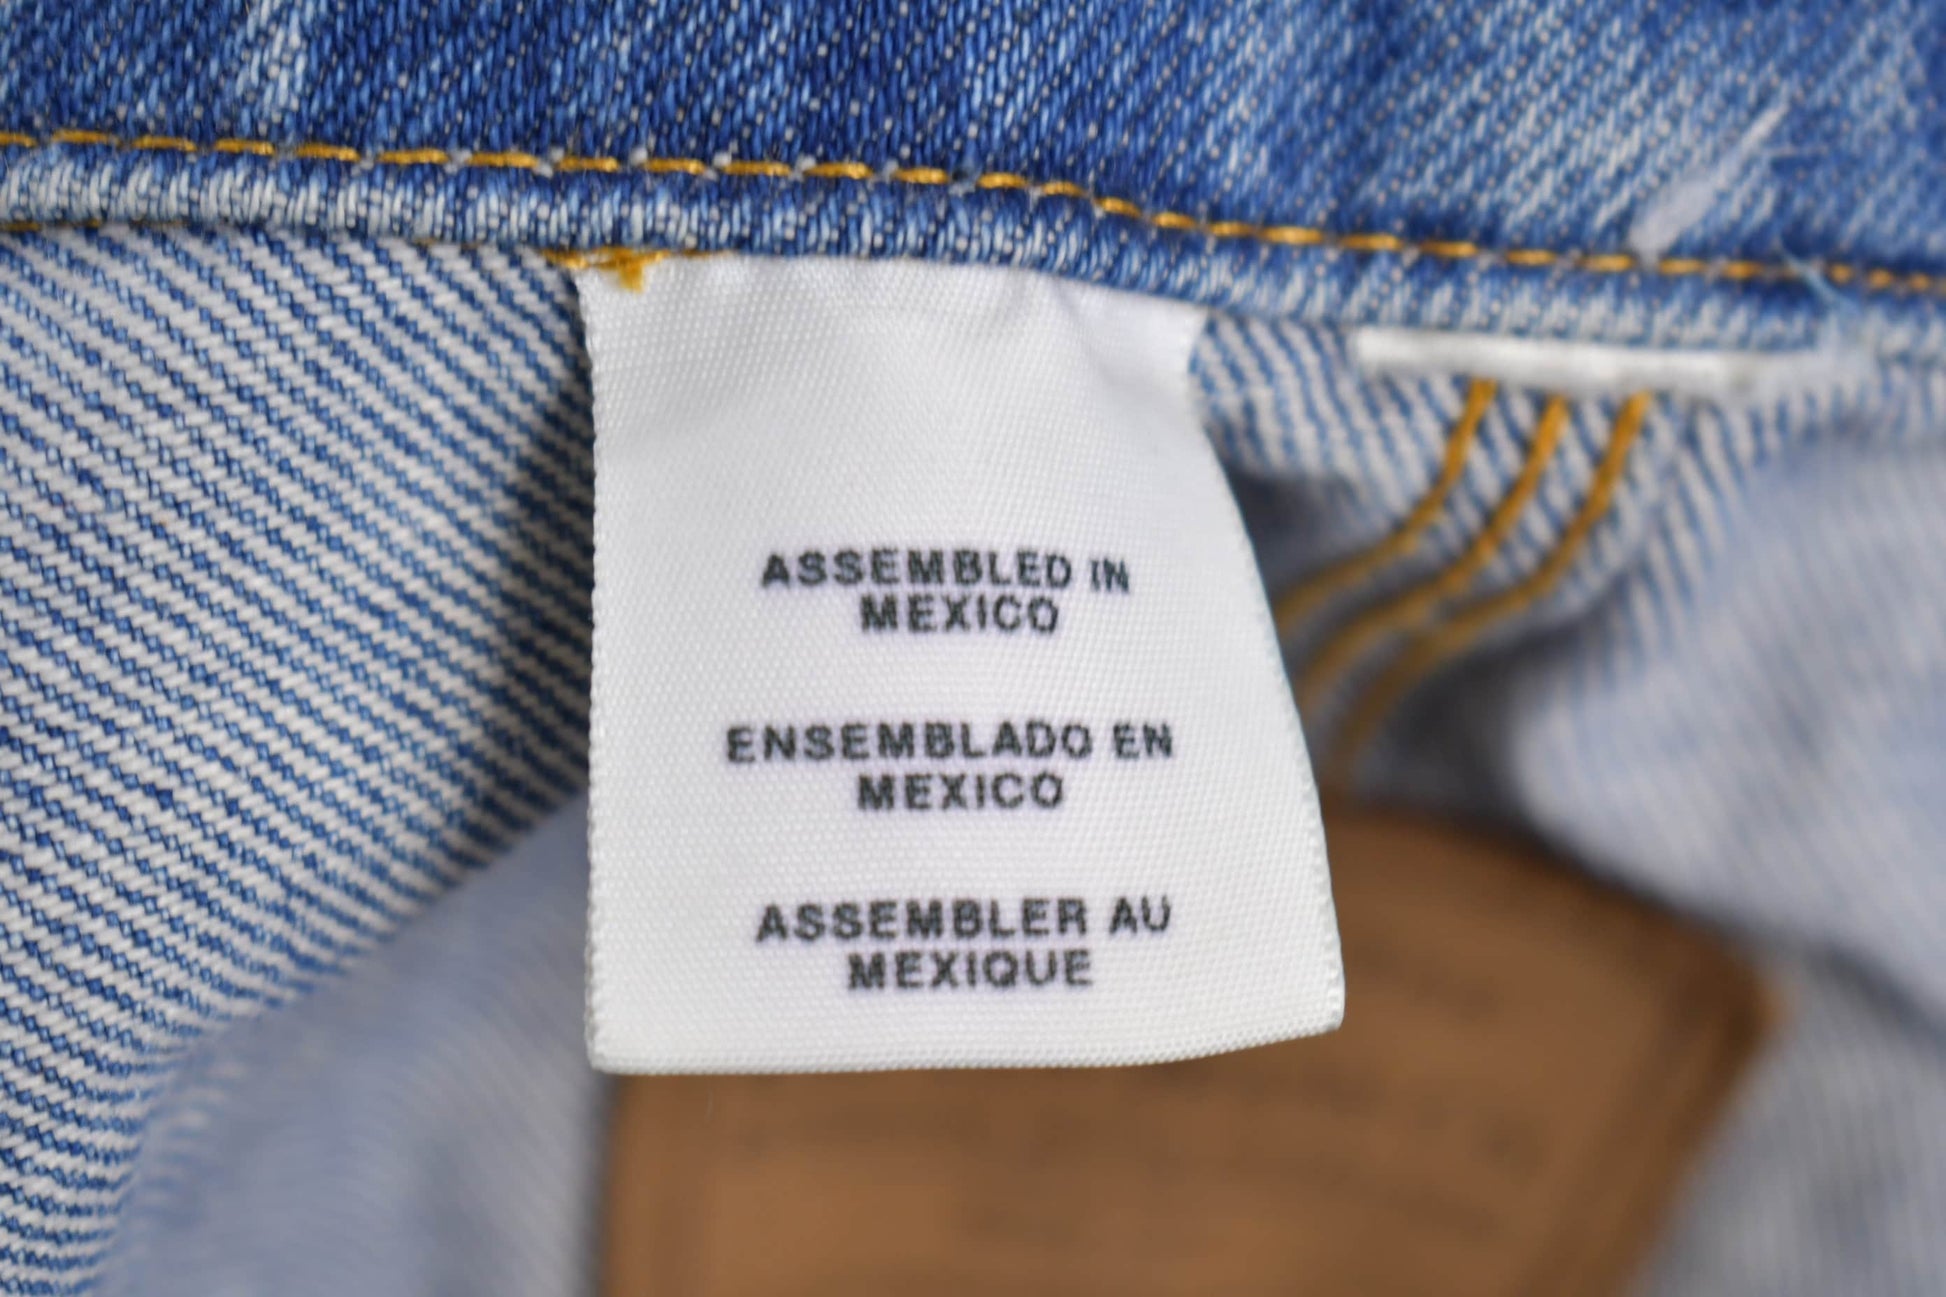 ASSEMBLED IN
MEXICO
ENSEMBLADO EN
MEXICO
ASSEMBLER AU
MEXIQUE